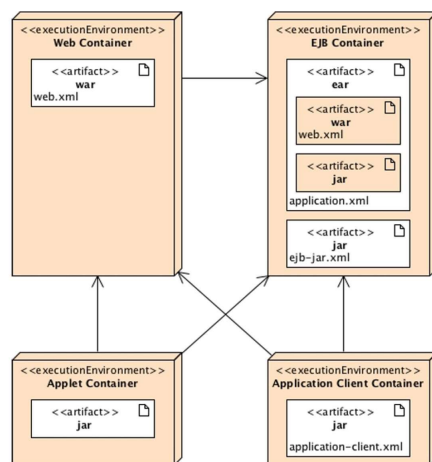 <<executionEnvironment>>
Web Container
<<artifact>>
war
web.xml
<<executionEnvironment>>
EJB Container
<<artifact>>
ear
<<artifact>>
war
web.xml
<<artifact>>
jar
application.xml
<<artifact>>
jar
ejb-jar.xml
<<executionEnvironment>>
Applet Container
<<artifact>>
jar
<<executionEnvironment>>
Application Client Container
<<artifact>>
jar
application-client.xml